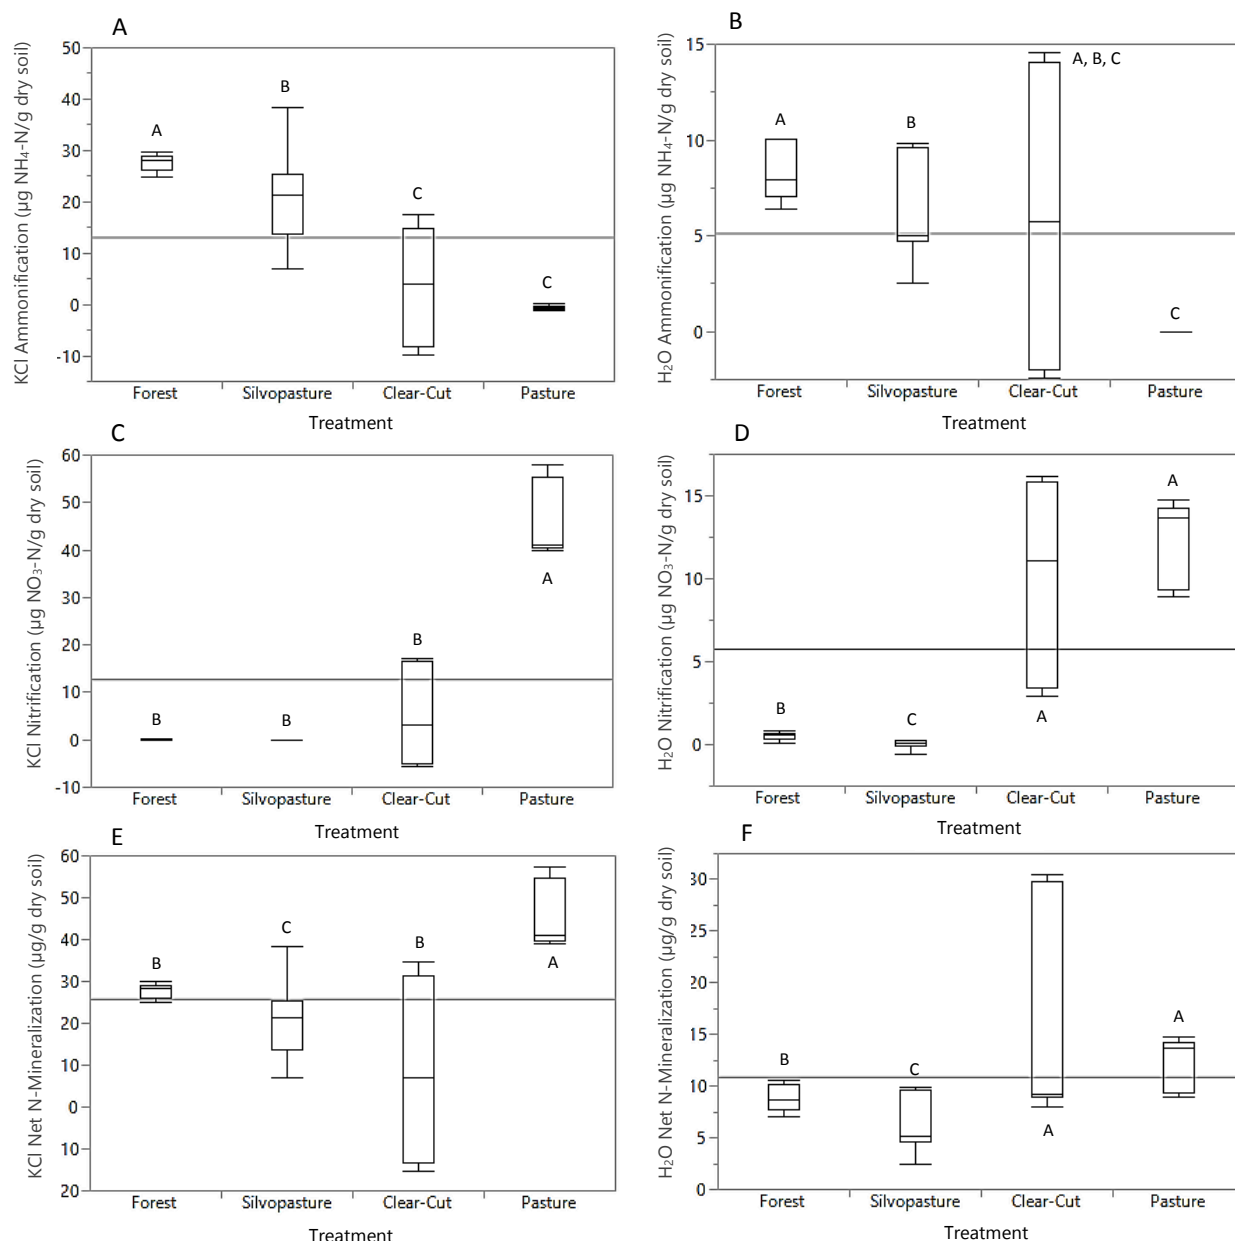 A
KCl Ammonification (µg NH₄-N/g dry soil)
50
40
30
20
10
0
-10
A
B
C
C
Forest Silvopasture Clear-Cut Pasture
Treatment
B
H₂O Ammonification (µg NH₄-N/g dry soil)
15
10
5
0
A
B
A, B, C
C
Forest Silvopasture Clear-Cut Pasture
Treatment
C
KCl Nitrification (µg NO₃-N/g dry soil)
60
50
40
30
20
10
0
-10
B
B
B
A
Forest Silvopasture Clear-Cut Pasture
Treatment
D
H₂O Nitrification (µg NO₃-N/g dry soil)
15
10
5
0
B
C
A
A
Forest Silvopasture Clear-Cut Pasture
Treatment
E
KCl Net N-Mineralization (µg/g dry soil)
60
50
40
30
20
10
0
10
20
B
C
B
A
Forest Silvopasture Clear-Cut Pasture
Treatment
F
H₂O Net N-Mineralization (µg/g dry soil)
30
25
20
15
10
5
0
B
C
A
A
Forest Silvopasture Clear-Cut Pasture
Treatment